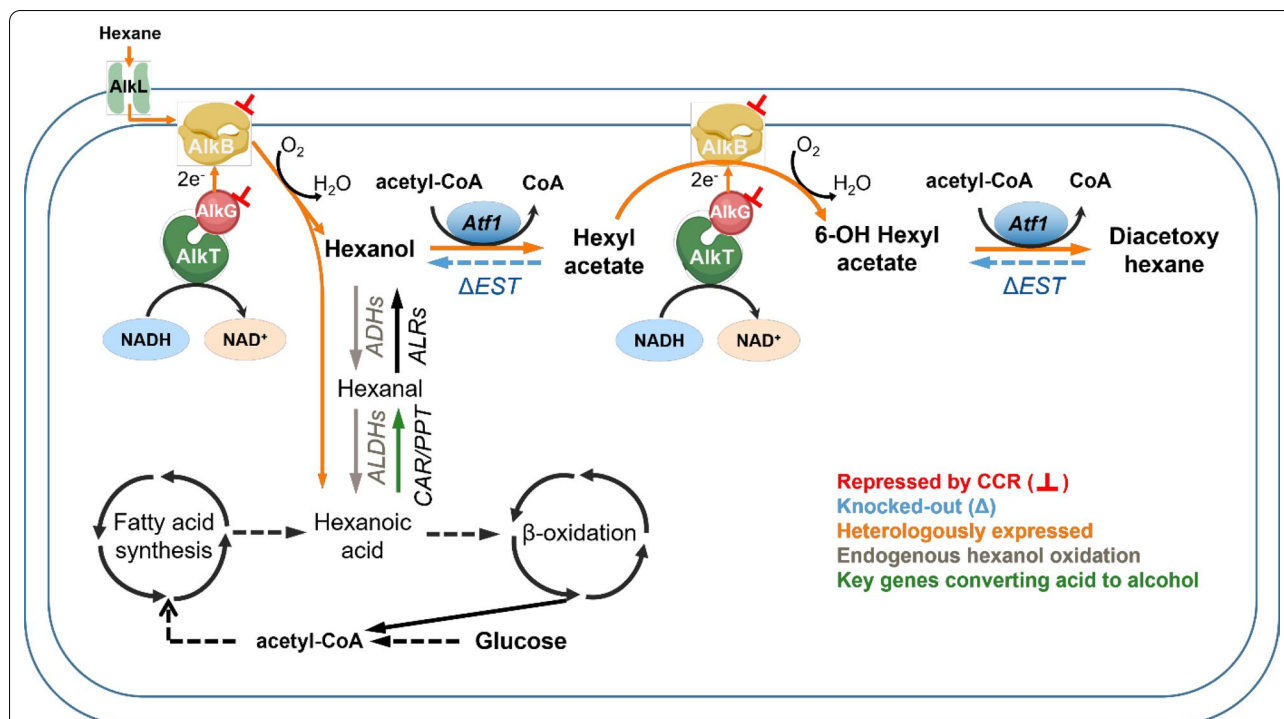 Hexane
AlkL
AlkB
O₂
H₂O
2e⁻
AlkG
AlkT
NADH
NAD⁺
Hexanol
acetyl-CoA
CoA
Atf1
ΔEST
Hexyl
acetate
AlkB
O₂
H₂O
2e⁻
AlkG
AlkT
NADH
NAD⁺
6-OH Hexyl
acetate
acetyl-CoA
CoA
Atf1
ΔEST
Diacetoxy
hexane
ADHs
ALRs
Hexanal
ALDHs
CAR/PPT
Fatty acid
synthesis
Hexanoic
acid
β-oxidation
acetyl-CoA
Glucose
Repressed by CCR (⊥)
Knocked-out (Δ)
Heterologously expressed
Endogenous hexanol oxidation
Key genes converting acid to alcohol